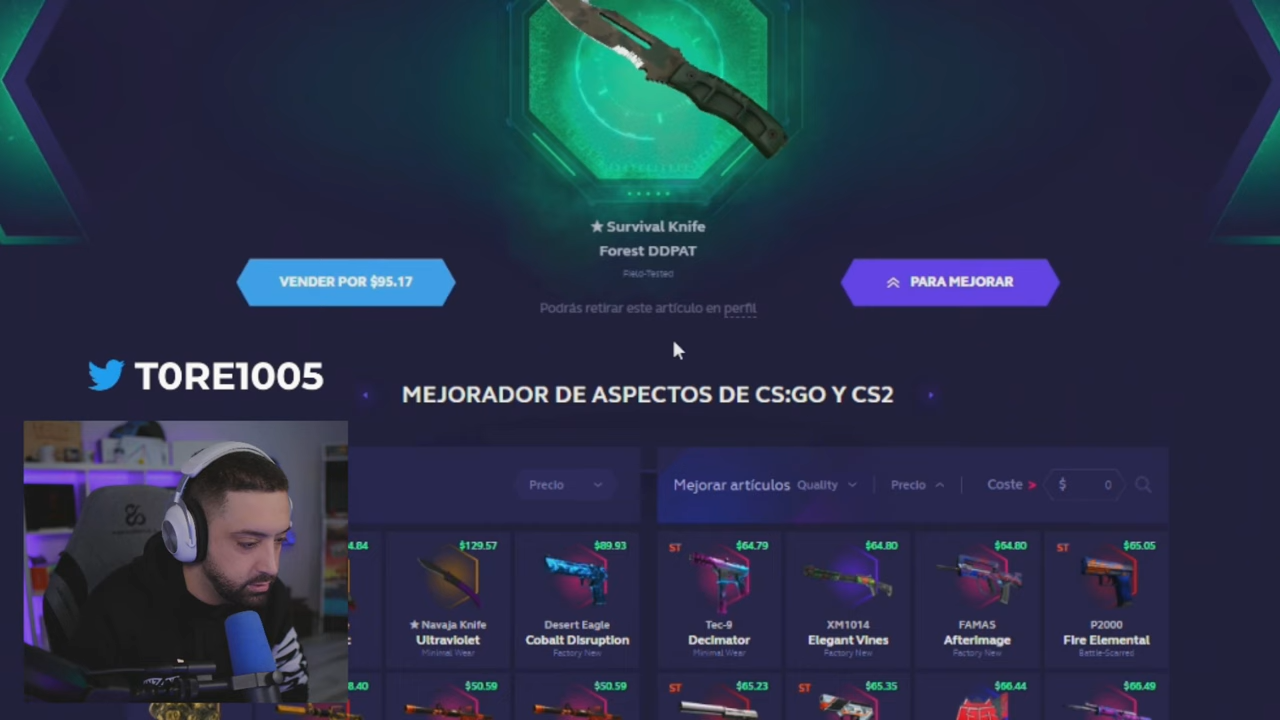 ★ Survival Knife
Forest DDPAT
Field-Tested
VENDER POR $95.17
PARA MEJORAR
Podrás retirar este artículo en perfil
T0RE1005
MEJORADOR DE ASPECTOS DE CS:GO Y CS2
Precio
Mejorar artículos Quality Precio Coste > $ 0
4.84 $129.57 $89.93 ST $64.79 $64.80 $64.80 ST $65.05
★ Navaja Knife Desert Eagle Tec-9 XM1014 FAMAS P2000
Ultraviolet Cobalt Disruption Decimator Elegant Vines Afterimage Fire Elemental
Minimal Wear Factory New Minimal Wear Factory New Factory New Battle-Scarred
8.40 $50.59 $50.59 ST $65.23 ST $65.35 $66.44 $66.49